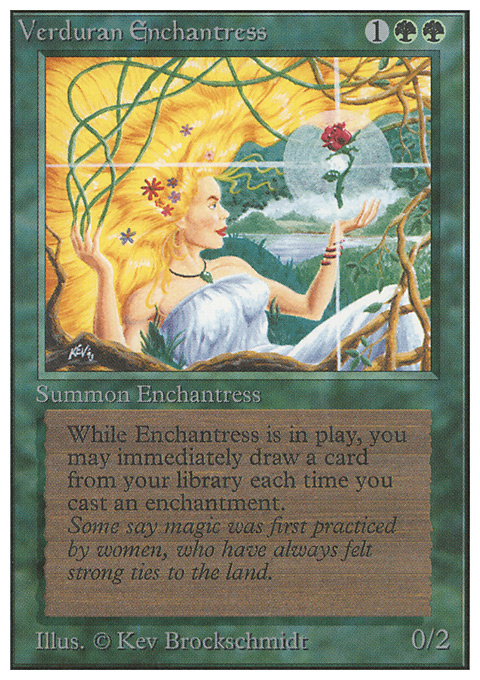 Verduran Enchantress 1
KEV '93
Summon Enchantress
While Enchantress is in play, you
may immediately draw a card
from your library each time you
cast an enchantment.
Some say magic was first practiced
by women, who have always felt
strong ties to the land.
Illus. © Kev Brockschmidt 0/2